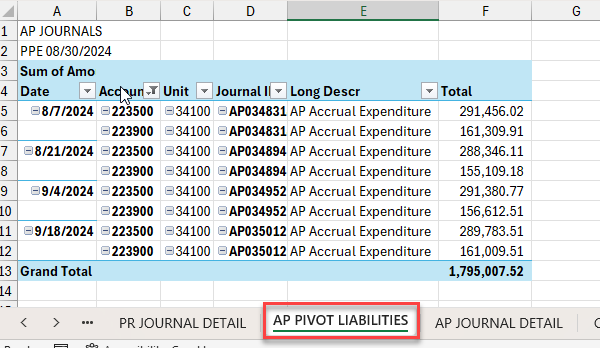 A B C D E F G
1 AP JOURNALS
2 PPE 08/30/2024
3 Sum of Amo
4 Date Accoun Unit Journal I Long Descr Total
5 8/7/2024 223500 34100 AP034831 AP Accrual Expenditure 291,456.02
6 223900 34100 AP034831 AP Accrual Expenditure 161,309.91
7 8/21/2024 223500 34100 AP034894 AP Accrual Expenditure 288,346.11
8 223900 34100 AP034894 AP Accrual Expenditure 155,109.18
9 9/4/2024 223500 34100 AP034952 AP Accrual Expenditure 291,380.77
10 223900 34100 AP034952 AP Accrual Expenditure 156,612.51
11 9/18/2024 223500 34100 AP035012 AP Accrual Expenditure 289,783.51
12 223900 34100 AP035012 AP Accrual Expenditure 161,009.51
13 Grand Total 1,795,007.52
14
PR JOURNAL DETAIL AP PIVOT LIABILITIES AP JOURNAL DETAIL